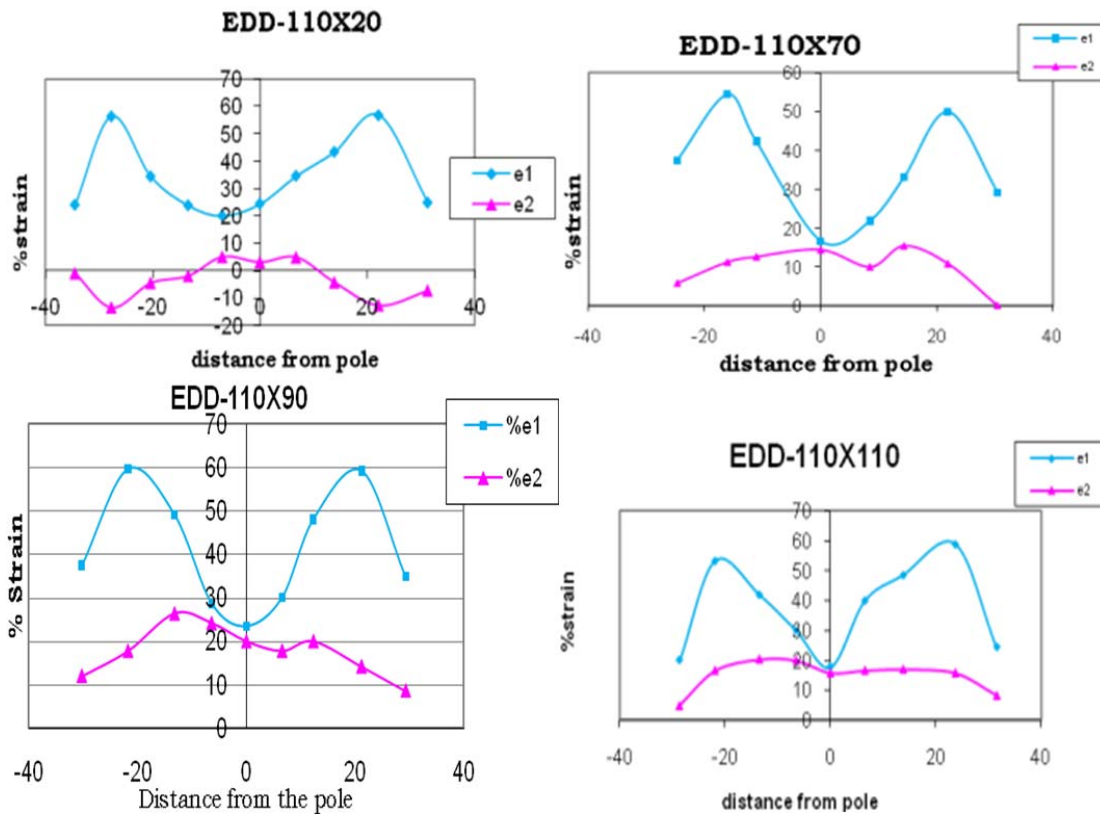 EDD-110X20
70
60
50
40
30
20
10
0
-10
-20
-40
-20
0
20
40
%strain
distance from pole
e1
e2
EDD-110X70
60
50
40
30
20
10
0
-40
-20
0
20
40
%strain
distance from pole
e1
e2
EDD-110X90
70
60
50
40
30
20
10
0
-40
-20
0
20
40
% Strain
Distance from the pole
%e1
%e2
EDD-110X110
70
60
50
40
30
20
10
0
-40
-20
0
20
40
%strain
distance from pole
e1
e2